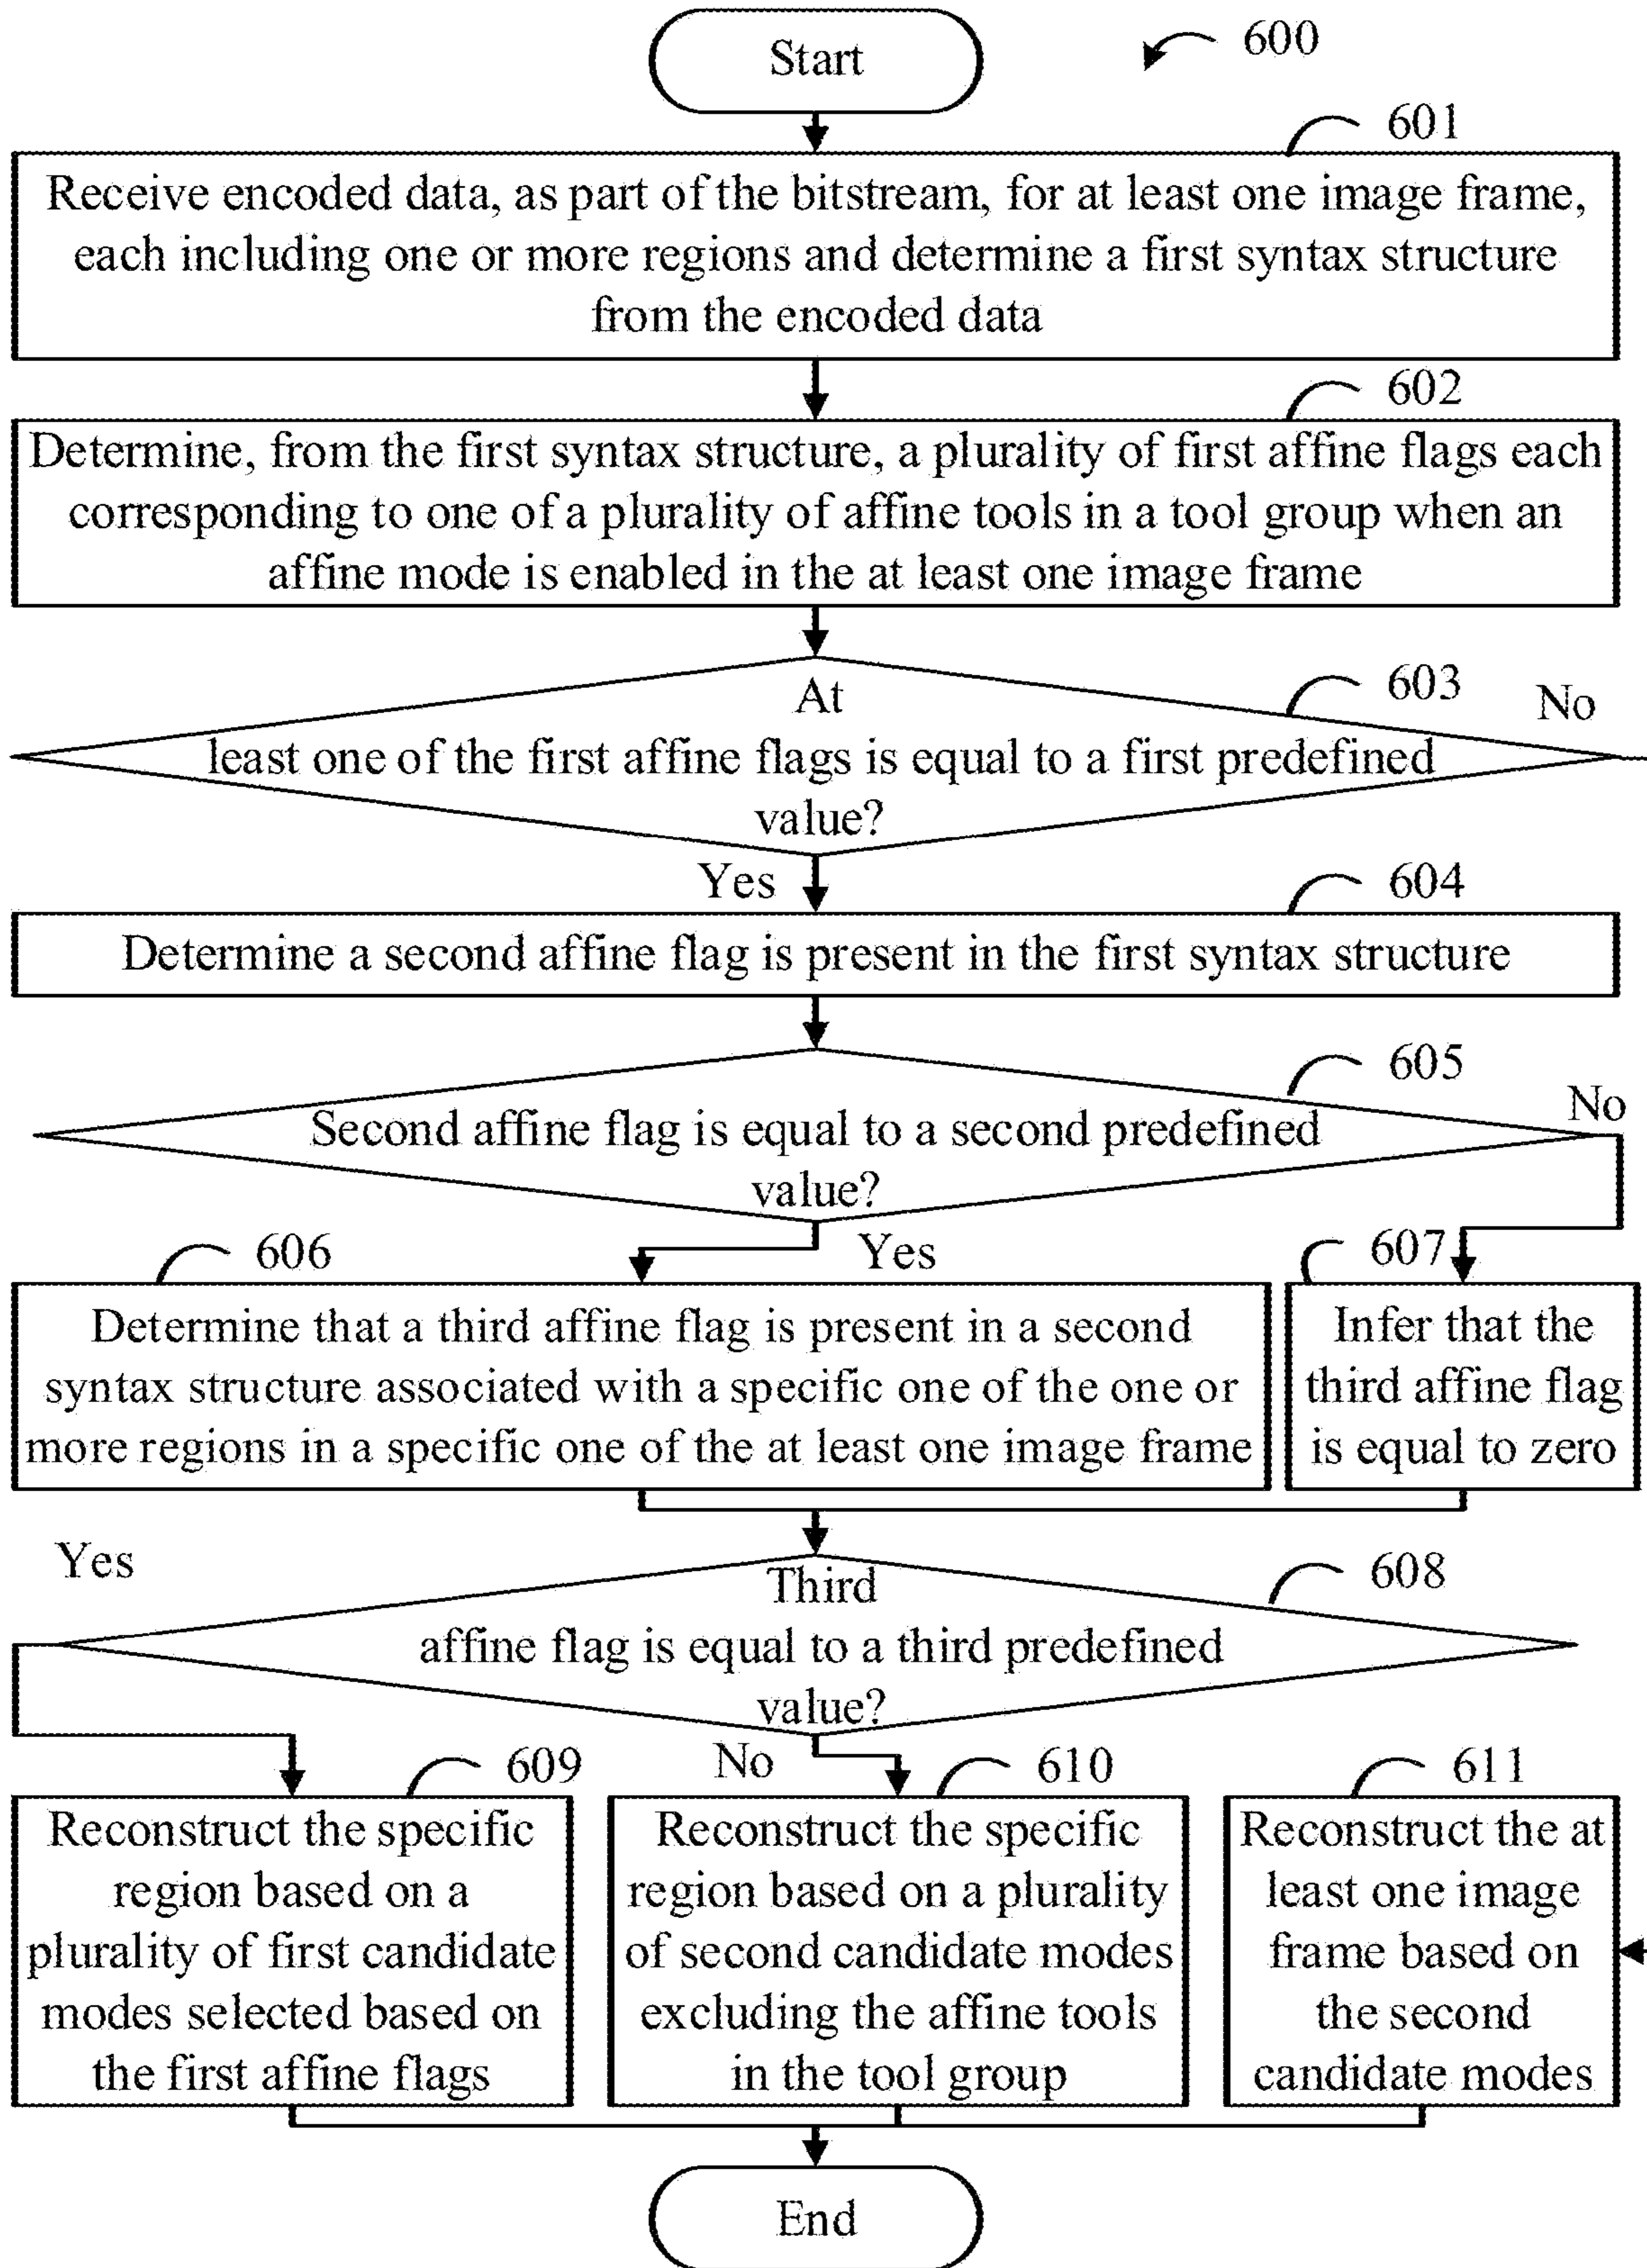 Start
600
601
Receive encoded data, as part of the bitstream, for at least one image frame,
each including one or more regions and determine a first syntax structure
from the encoded data
602
Determine, from the first syntax structure, a plurality of first affine flags each
corresponding to one of a plurality of affine tools in a tool group when an
affine mode is enabled in the at least one image frame
603
No
At
least one of the first affine flags is equal to a first predefined
value?
Yes
604
Determine a second affine flag is present in the first syntax structure
605
No
Second affine flag is equal to a second predefined
value?
606
Yes
607
Determine that a third affine flag is present in a second
syntax structure associated with a specific one of the one or
more regions in a specific one of the at least one image frame
Infer that the
third affine flag
is equal to zero
Yes
608
Third
affine flag is equal to a third predefined
value?
No
609
Reconstruct the specific
region based on a
plurality of first candidate
modes selected based on
the first affine flags
610
Reconstruct the specific
region based on a plurality
of second candidate modes
excluding the affine tools
in the tool group
611
Reconstruct the at
least one image
frame based on
the second
candidate modes
End